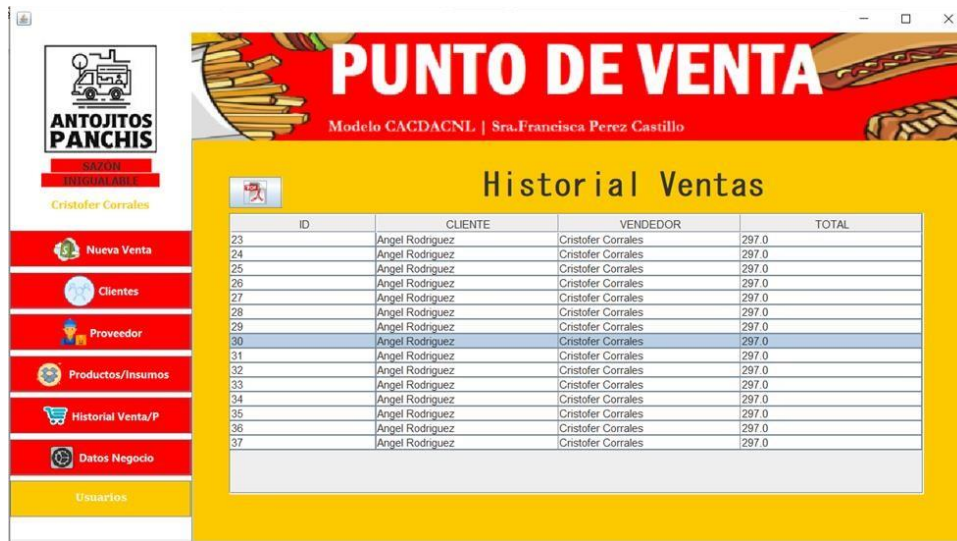 PUNTO DE VENTA
Modelo CACDACNL | Sra.Francisca Perez Castillo
ANTOJITOS
PANCHIS
SAZON
INIGUALABLE
Cristofer Corrales
Nueva Venta
Clientes
Proveedor
Productos/Insumos
Historial Venta/P
Datos Negocio
Usuarios
Historial Ventas
ID CLIENTE VENDEDOR TOTAL
23 Angel Rodriguez Cristofer Corrales 297.0
24 Angel Rodriguez Cristofer Corrales 297.0
25 Angel Rodriguez Cristofer Corrales 297.0
26 Angel Rodriguez Cristofer Corrales 297.0
27 Angel Rodriguez Cristofer Corrales 297.0
28 Angel Rodriguez Cristofer Corrales 297.0
29 Angel Rodriguez Cristofer Corrales 297.0
30 Angel Rodriguez Cristofer Corrales 297.0
31 Angel Rodriguez Cristofer Corrales 297.0
32 Angel Rodriguez Cristofer Corrales 297.0
33 Angel Rodriguez Cristofer Corrales 297.0
34 Angel Rodriguez Cristofer Corrales 297.0
35 Angel Rodriguez Cristofer Corrales 297.0
36 Angel Rodriguez Cristofer Corrales 297.0
37 Angel Rodriguez Cristofer Corrales 297.0